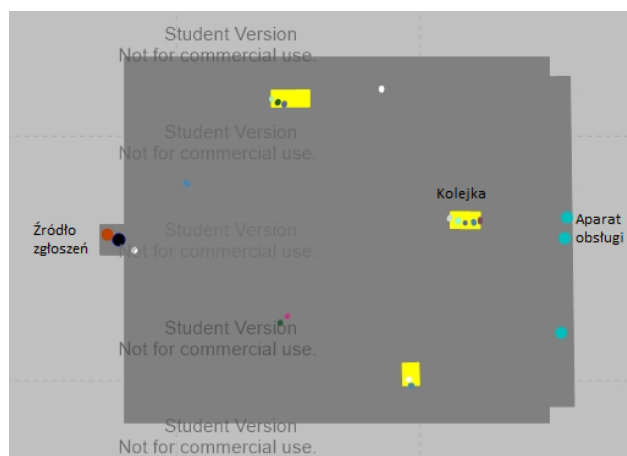 Student Version
Not for commercial use.
Student Version
Not for commercial use.
Kolejka
Źródło
zgłoszeń
Student Version
Not for commercial use.
Aparat
obsługi
Student Version
Not for commercial use.
Student Version
Not for commercial use.